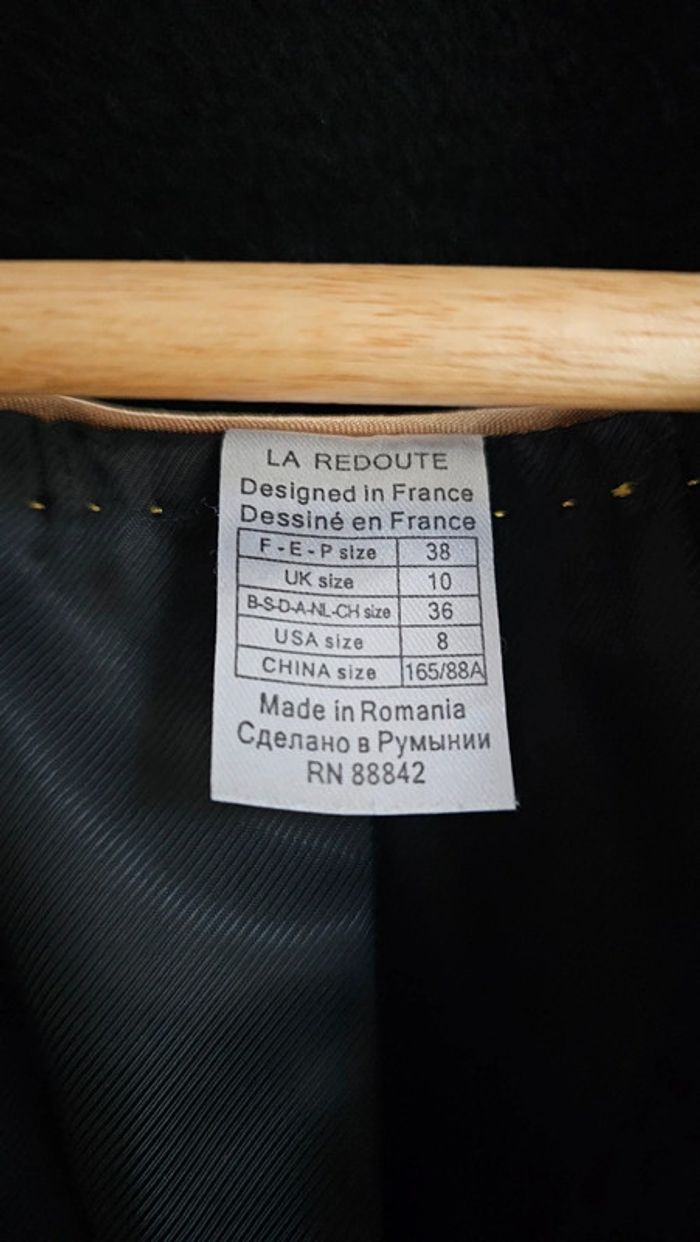 LA REDOUTE
Designed in France
Dessiné en France
F-E-P size 38
UK size 10
B-S-D-A-NL-CH size 36
USA size 8
CHINA size 165/88A
Made in Romania
Сделано в Румынии
RN 88842